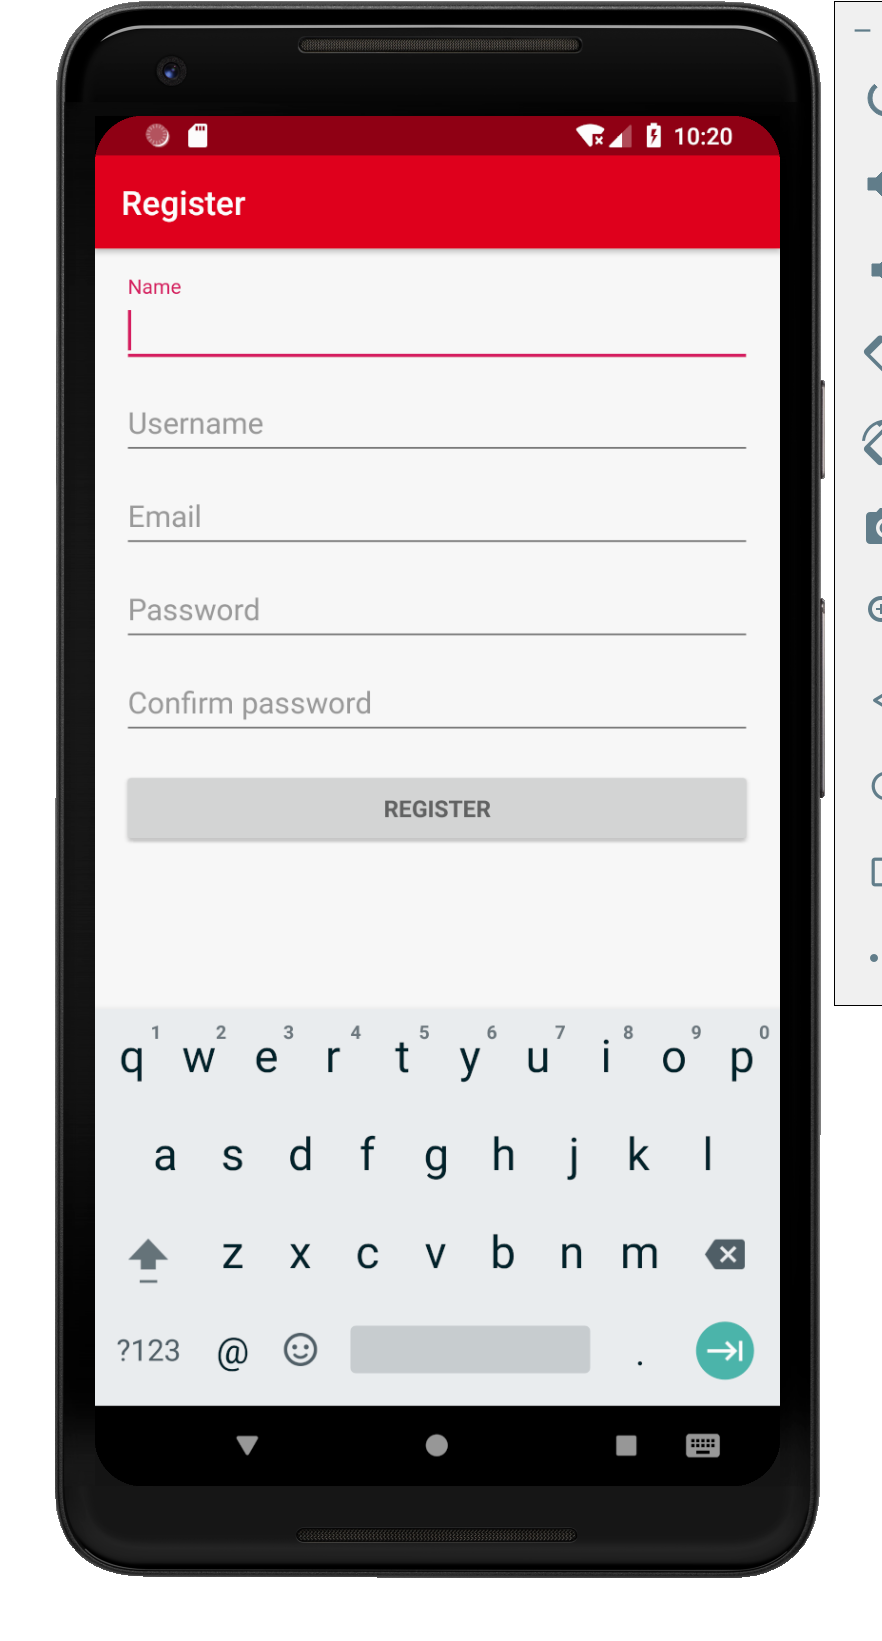 10:20
Register
Name
Username
Email
Password
Confirm password
REGISTER
1 2 3 4 5 6 7 8 9 0
q w e r t y u i o p
a s d f g h j k l
z x c v b n m
?123 @ .